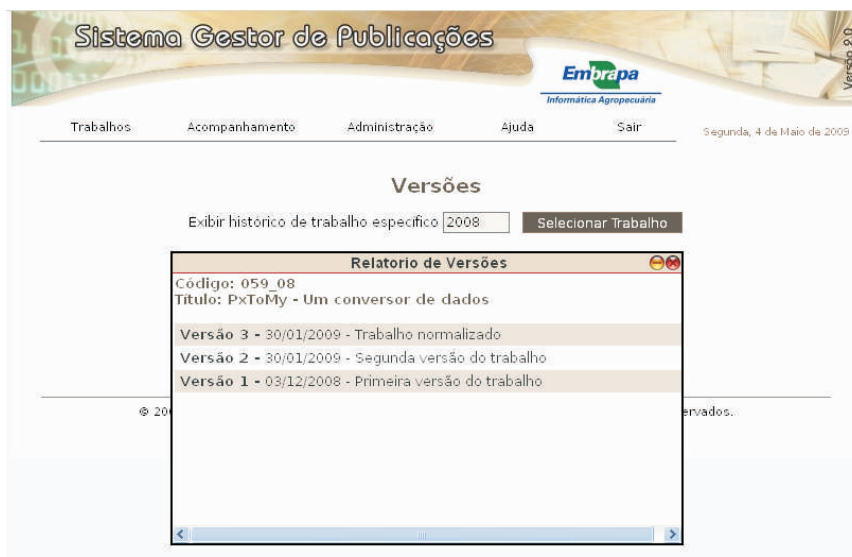 Sistema Gestor de Publicações
Versão 2.0
Embrapa
Informática Agropecuária
Trabalhos Acompanhamento Administração Ajuda Sair
Segunda, 4 de Maio de 2009
Versões
Exibir histórico de trabalho específico 2008 Selecionar Trabalho
Relatorio de Versões
Código: 059_08
Título: PxToMy - Um conversor de dados
Versão 3 - 30/01/2009 - Trabalho normalizado
Versão 2 - 30/01/2009 - Segunda versão do trabalho
Versão 1 - 03/12/2008 - Primeira versão do trabalho
© 20 ervados.